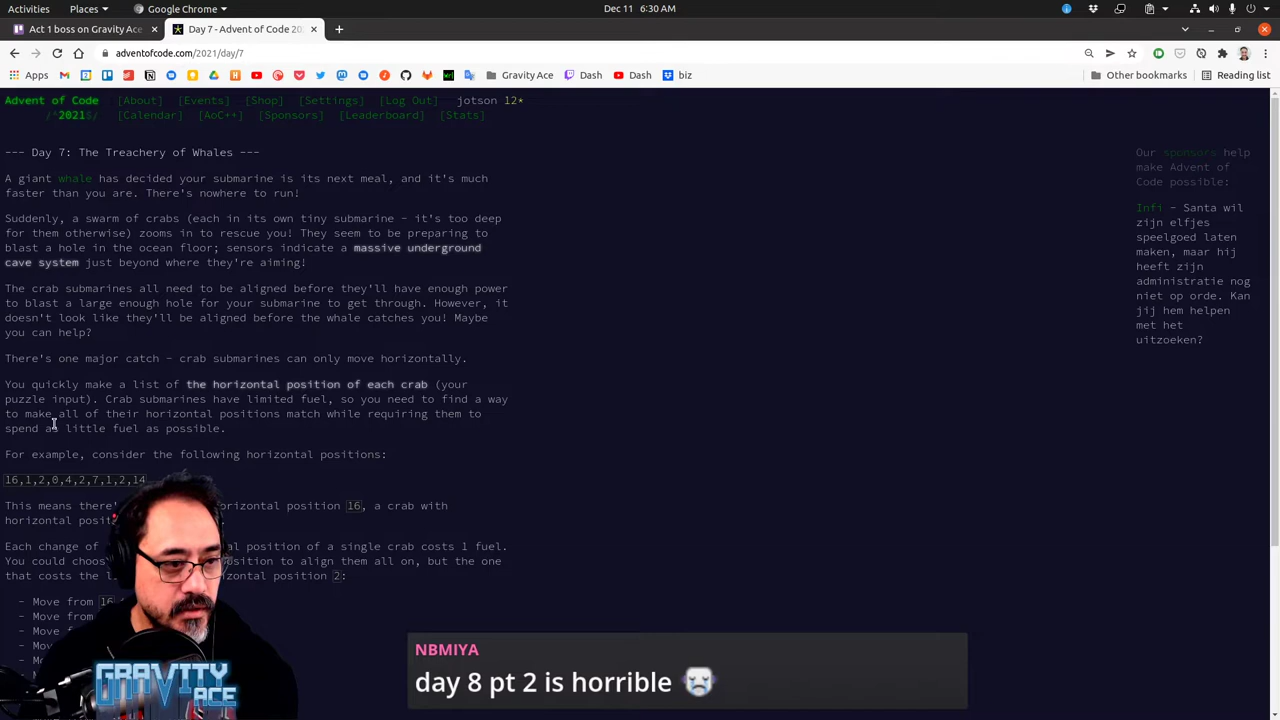 Activities Places Google Chrome Dec 11 6:30 AM
Act 1 boss on Gravity Ace Day 7 - Advent of Code 202
adventofcode.com/2021/day/7
Apps Gravity Ace Dash Dash biz Other bookmarks Reading list
Advent of Code [About] [Events] [Shop] [Settings] [Log Out] jotson 12*
/^2021$/ [Calendar] [AoC++] [Sponsors] [Leaderboard] [Stats]
--- Day 7: The Treachery of Whales ---
A giant whale has decided your submarine is its next meal, and it's much
faster than you are. There's nowhere to run!
Suddenly, a swarm of crabs (each in its own tiny submarine - it's too deep
for them otherwise) zooms in to rescue you! They seem to be preparing to
blast a hole in the ocean floor; sensors indicate a massive underground
cave system just beyond where they're aiming!
The crab submarines all need to be aligned before they'll have enough power
to blast a large enough hole for your submarine to get through. However, it
doesn't look like they'll be aligned before the whale catches you! Maybe
you can help?
There's one major catch - crab submarines can only move horizontally.
You quickly make a list of the horizontal position of each crab (your
puzzle input). Crab submarines have limited fuel, so you need to find a way
to make all of their horizontal positions match while requiring them to
spend as little fuel as possible.
For example, consider the following horizontal positions:
16,1,2,0,4,2,7,1,2,14
This means there' orizontal position 16, a crab with
horizontal posit
Each change of al position of a single crab costs 1 fuel.
You could choos osition to align them all on, but the one
that costs the l rizontal position 2:
- Move from 16
- Move from
- Move f
- Mov
- Mo
Our sponsors help
make Advent of
Code possible:
Infi - Santa wil
zijn elfjes
speelgoed laten
maken, maar hij
heeft zijn
administratie nog
niet op orde. Kan
jij hem helpen
met het
uitzoeken?
NBMIYA
day 8 pt 2 is horrible
GRAVITY
ACE